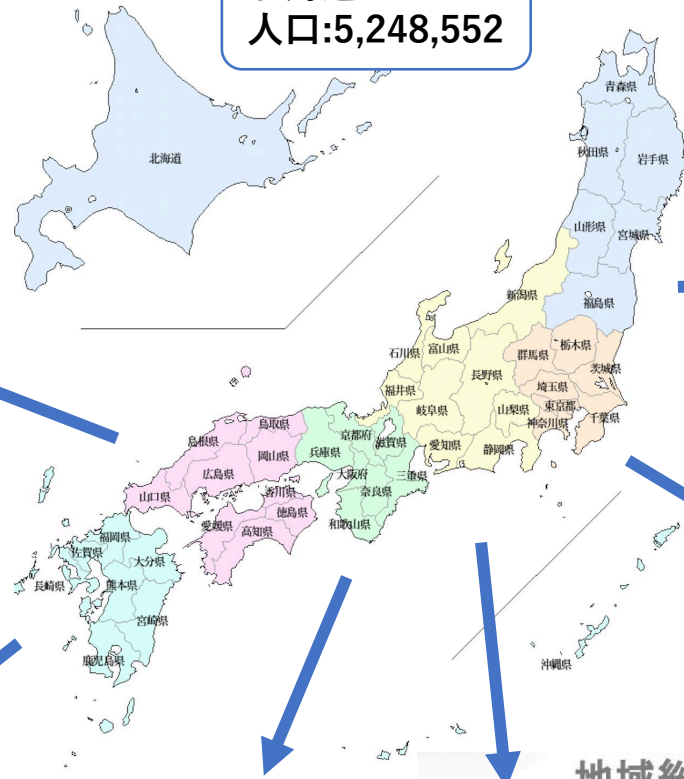 人口:5,248,552
北海道
青森県
秋田県
岩手県
山形県
宮城県
福島県
新潟県
石川県
富山県
福井県
長野県
群馬県
栃木県
茨城県
埼玉県
東京都
千葉県
神奈川県
山梨県
岐阜県
愛知県
静岡県
京都府
滋賀県
兵庫県
大阪府
三重県
奈良県
和歌山県
鳥取県
島根県
岡山県
広島県
山口県
香川県
徳島県
愛媛県
高知県
福岡県
佐賀県
大分県
長崎県
熊本県
宮崎県
鹿児島県
沖縄県